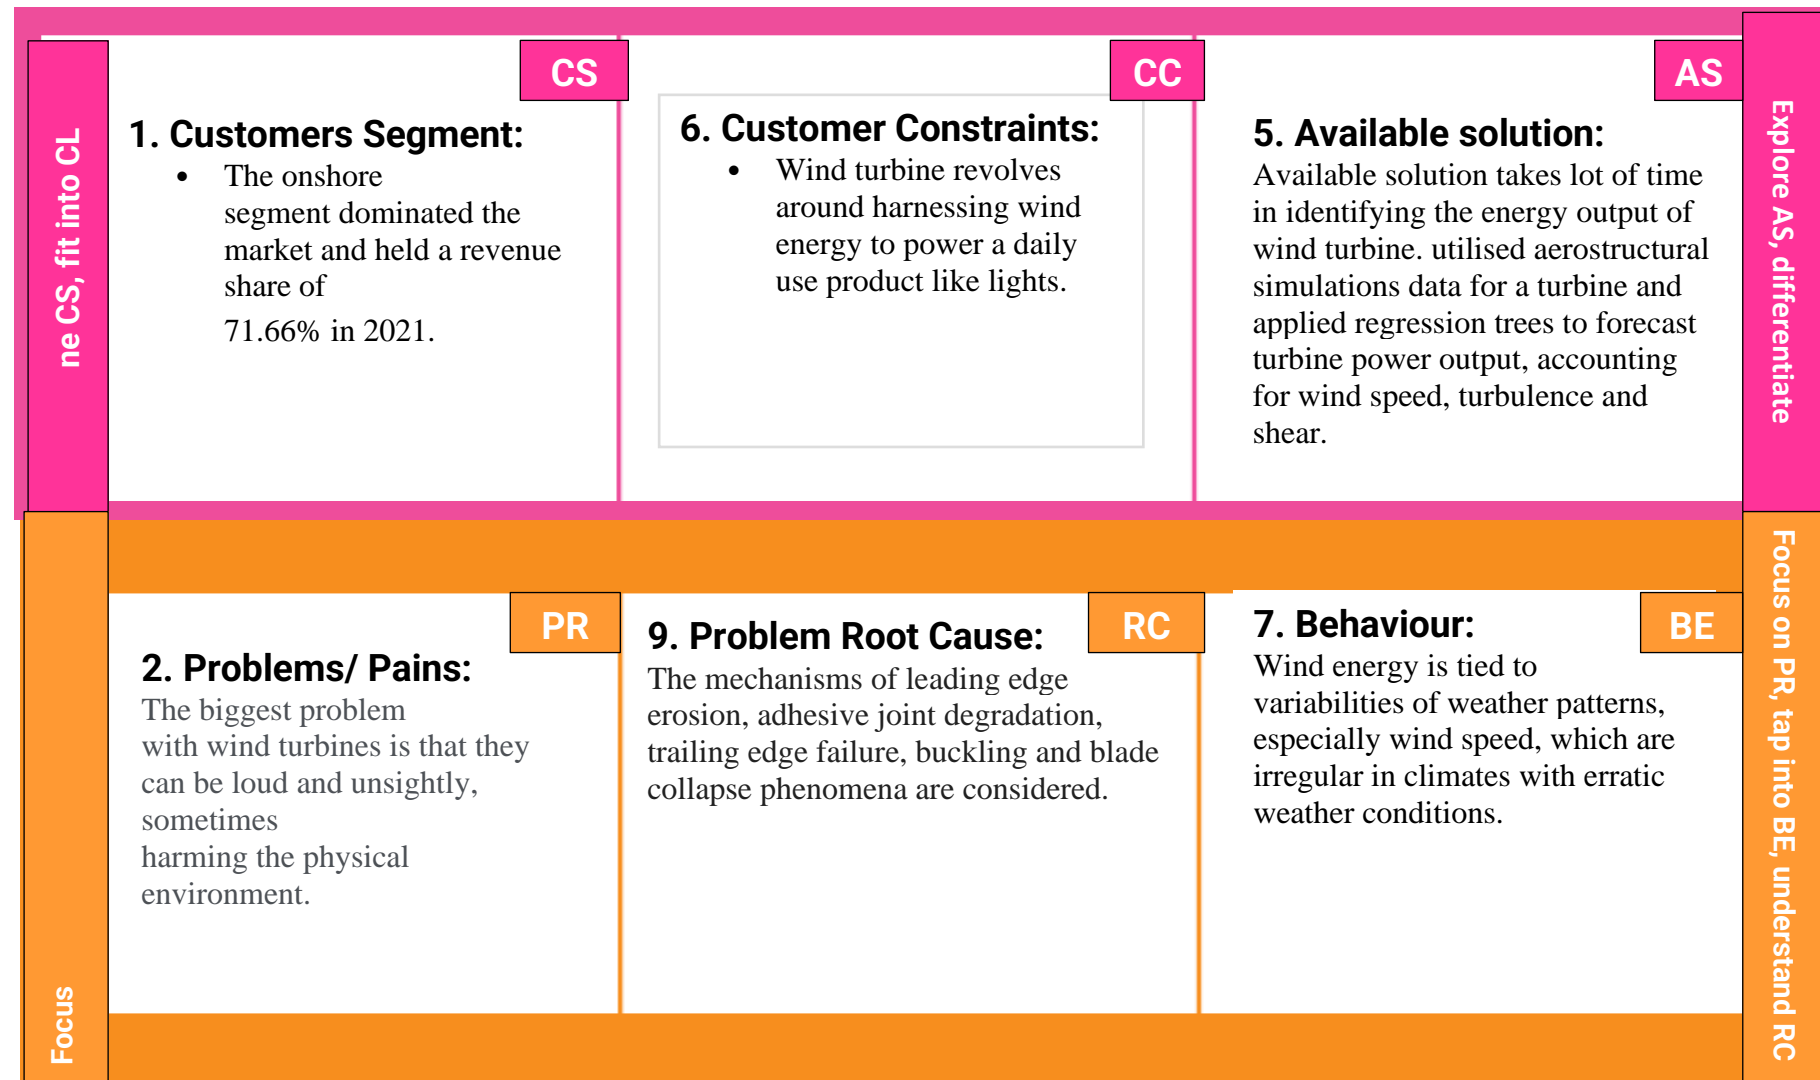 ne CS, fit into CL
CS
1. Customers Segment:
• The onshore
segment dominated the
market and held a revenue
share of
71.66% in 2021.
CC
6. Customer Constraints:
• Wind turbine revolves
around harnessing wind
energy to power a daily
use product like lights.
AS
5. Available solution:
Available solution takes lot of time
in identifying the energy output of
wind turbine. utilised aerostructural
simulations data for a turbine and
applied regression trees to forecast
turbine power output, accounting
for wind speed, turbulence and
shear.
Explore AS, differentiate
Focus
PR
2. Problems/ Pains:
The biggest problem
with wind turbines is that they
can be loud and unsightly,
sometimes
harming the physical
environment.
RC
9. Problem Root Cause:
The mechanisms of leading edge
erosion, adhesive joint degradation,
trailing edge failure, buckling and blade
collapse phenomena are considered.
BE
7. Behaviour:
Wind energy is tied to
variabilities of weather patterns,
especially wind speed, which are
irregular in climates with erratic
weather conditions.
Focus on PR, tap into BE, understand RC